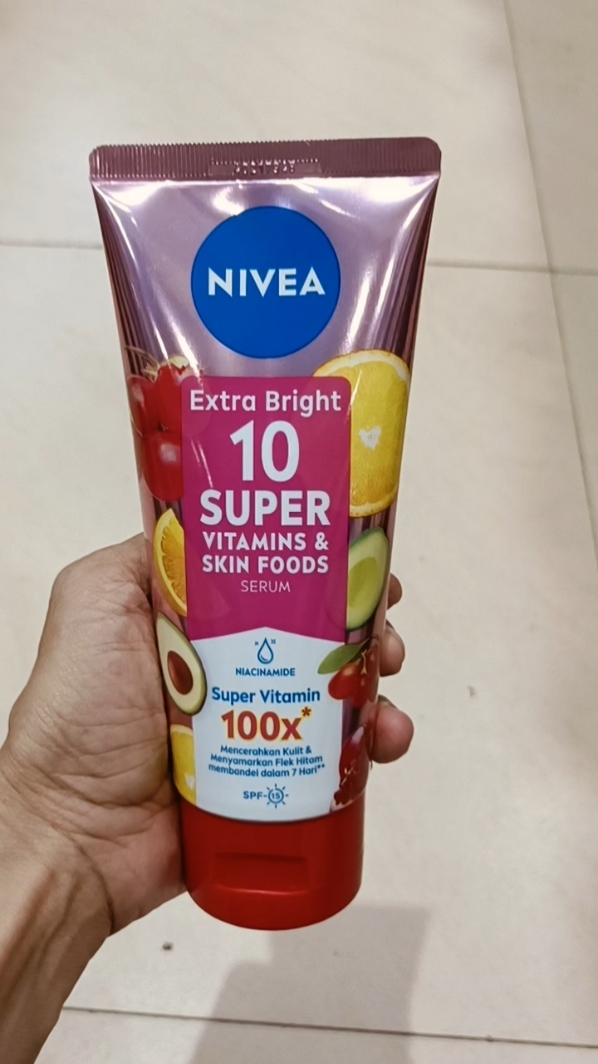 NIVEA
Extra Bright
10
SUPER
VITAMINS &
SKIN FOODS
SERUM
NIACINAMIDE
Super Vitamin
100x*
Mencerahkan Kulit &
Menyamarkan Flek Hitam
membandel dalam 7 Hari**
SPF-15-